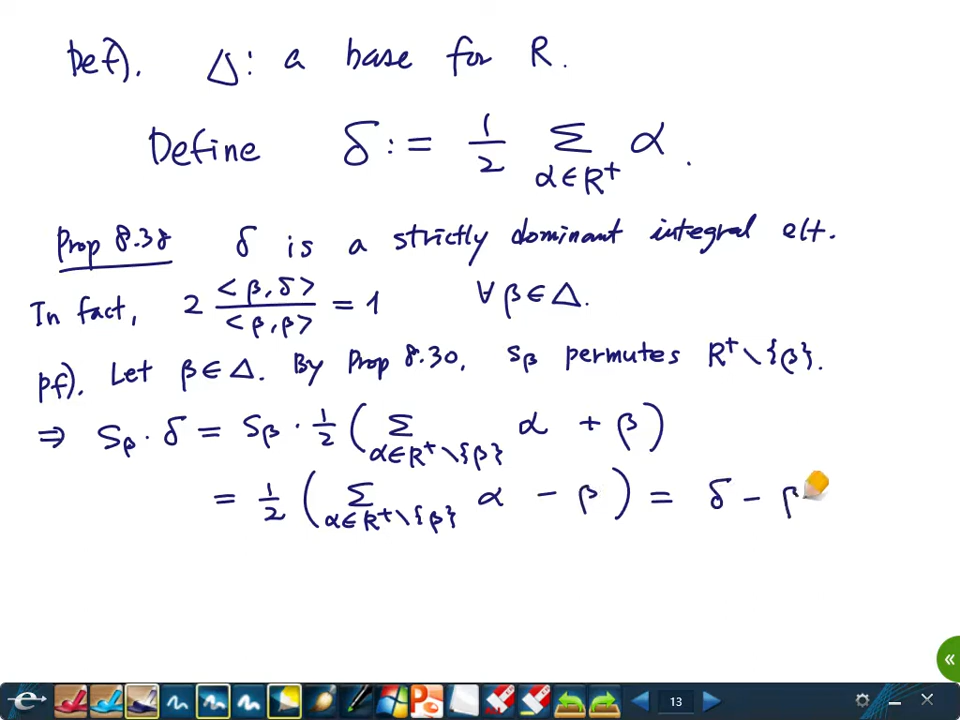 Def). Δ: a base for R.
Define δ := 1/2 Σ_{α∈R⁺} α.
Prop 8.38 δ is a strictly dominant integral elt.
In fact, 2 <β,δ>/<β,β> = 1 ∀β∈Δ.
pf). Let β∈Δ. By Prop 8.30, s_β permutes R⁺∖{β}.
⇒ s_β · δ = s_β · 1/2 ( Σ_{α∈R⁺∖{β}} α + β )
= 1/2 ( Σ_{α∈R⁺∖{β}} α − β ) = δ − β
13